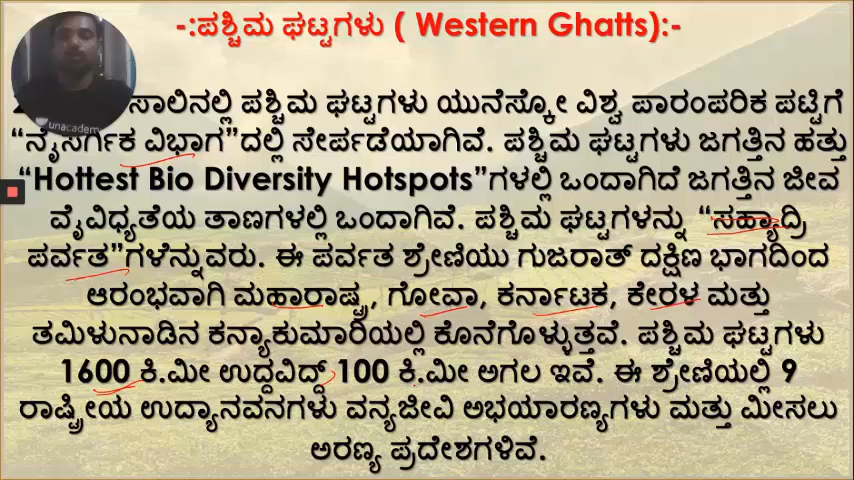 -:ಪಶ್ಚಿಮ ಘಟ್ಟಗಳು ( Western Ghatts):-
ಸಾಲಿನಲ್ಲಿ ಪಶ್ಚಿಮ ಘಟ್ಟಗಳು ಯುನೆಸ್ಕೋ ವಿಶ್ವ ಪಾರಂಪರಿಕ ಪಟ್ಟಿಗೆ
“ನೈಸರ್ಗಿಕ ವಿಭಾಗ”ದಲ್ಲಿ ಸೇರ್ಪಡೆಯಾಗಿವೆ. ಪಶ್ಚಿಮ ಘಟ್ಟಗಳು ಜಗತ್ತಿನ ಹತ್ತು
“Hottest Bio Diversity Hotspots”ಗಳಲ್ಲಿ ಒಂದಾಗಿದೆ ಜಗತ್ತಿನ ಜೀವ
ವೈವಿಧ್ಯತೆಯ ತಾಣಗಳಲ್ಲಿ ಒಂದಾಗಿವೆ. ಪಶ್ಚಿಮ ಘಟ್ಟಗಳನ್ನು “ಸಹ್ಯಾದ್ರಿ
ಪರ್ವತ”ಗಳೆನ್ನುವರು. ಈ ಪರ್ವತ ಶ್ರೇಣಿಯು ಗುಜರಾತ್ ದಕ್ಷಿಣ ಭಾಗದಿಂದ
ಆರಂಭವಾಗಿ ಮಹಾರಾಷ್ಟ್ರ, ಗೋವಾ, ಕರ್ನಾಟಕ, ಕೇರಳ ಮತ್ತು
ತಮಿಳುನಾಡಿನ ಕನ್ಯಾಕುಮಾರಿಯಲ್ಲಿ ಕೊನೆಗೊಳ್ಳುತ್ತವೆ. ಪಶ್ಚಿಮ ಘಟ್ಟಗಳು
1600 ಕಿ.ಮೀ ಉದ್ದವಿದ್ದ್ 100 ಕಿ.ಮೀ ಅಗಲ ಇವೆ. ಈ ಶ್ರೇಣಿಯಲ್ಲಿ 9
ರಾಷ್ಟ್ರೀಯ ಉದ್ಯಾನವನಗಳು ವನ್ಯಜೀವಿ ಅಭಯಾರಣ್ಯಗಳು ಮತ್ತು ಮೀಸಲು
ಅರಣ್ಯ ಪ್ರದೇಶಗಳಿವೆ.